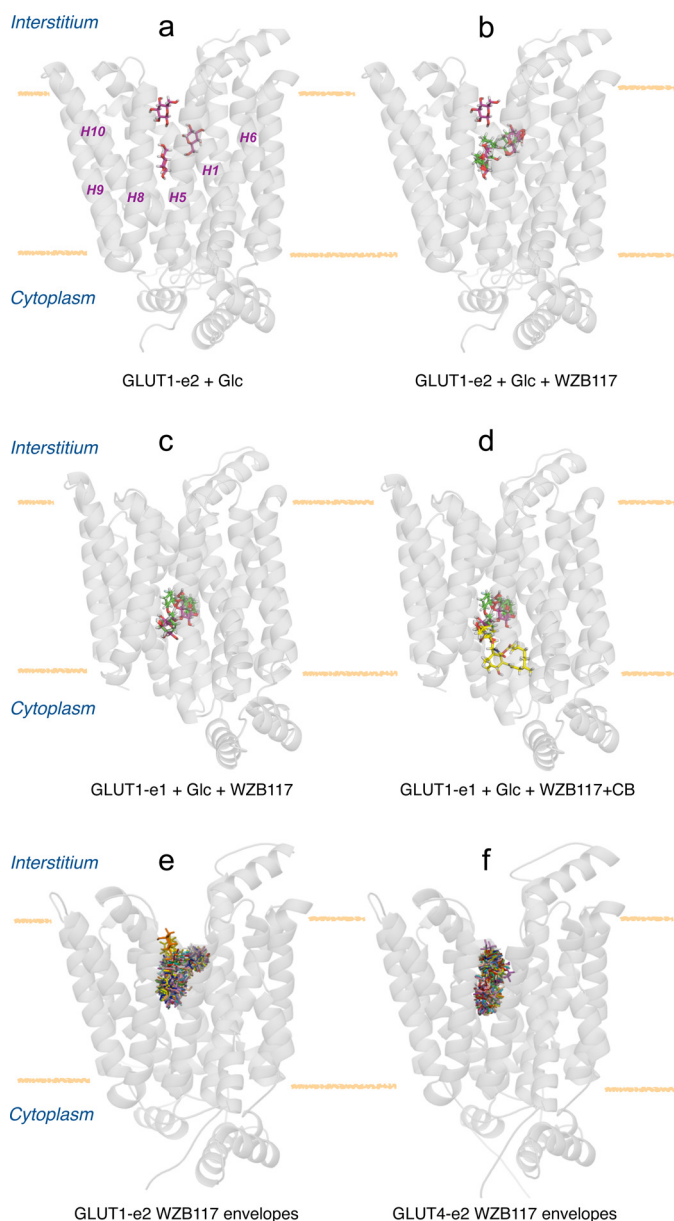 Interstitium
a
b
H10
H6
H1
H9
H8
H5
Cytoplasm
GLUT1-e2 + Glc
GLUT1-e2 + Glc + WZB117
Interstitium
c
d
Cytoplasm
GLUT1-e1 + Glc + WZB117
GLUT1-e1 + Glc + WZB117+CB
Interstitium
e
f
Cytoplasm
GLUT1-e2 WZB117 envelopes
GLUT4-e2 WZB117 envelopes